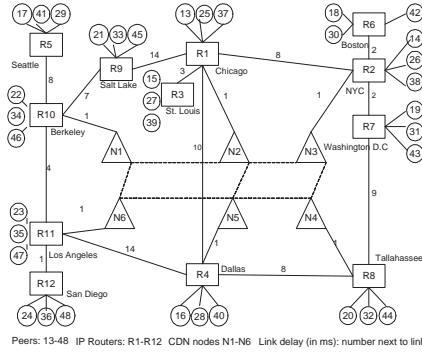 17 41 29
R5
Seattle
8
21 33 45
R9
Salt Lake
14
13 25 37
R1
Chicago
3
15
27
39
R3
St. Louis
8
18
30
R6
42
Boston
2
R2
NYC
14
26
38
2
22
34
46
R10
Berkeley
7
1
1
1
R7
Washington D.C
19
31
43
N1
N2
N3
10
4
9
N6
N5
N4
23
35
47
R11
Los Angeles
1
1
1
14
1
R12
San Diego
24 36 48
R4
Dallas
16 28 40
8
Tallahassee
R8
20 32 44
Peers: 13-48 IP Routers: R1-R12 CDN nodes N1-N6 Link delay (in ms): number next to link